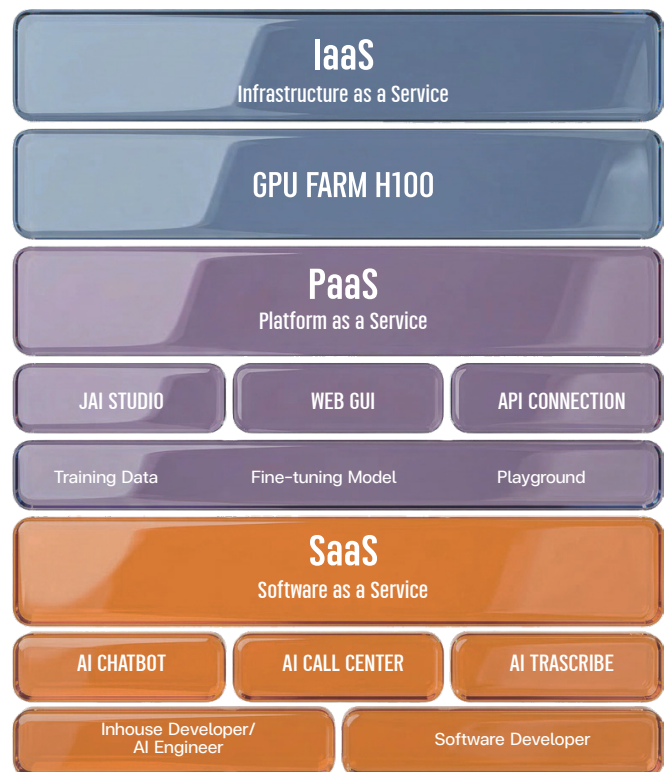 IaaS
Infrastructure as a Service
GPU FARM H100
PaaS
Platform as a Service
JAI STUDIO
WEB GUI
API CONNECTION
Training Data
Fine-tuning Model
Playground
SaaS
Software as a Service
AI CHATBOT
AI CALL CENTER
AI TRASCRIBE
Inhouse Developer/
AI Engineer
Software Developer